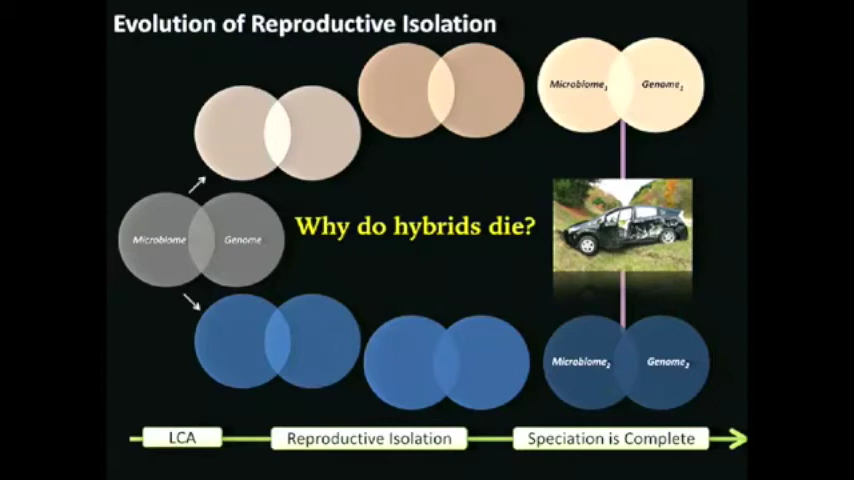 Evolution of Reproductive Isolation
Microbiome₁ Genome₁
Microbiome Genome
Why do hybrids die?
Microbiome₂ Genome₂
LCA
Reproductive Isolation
Speciation is Complete